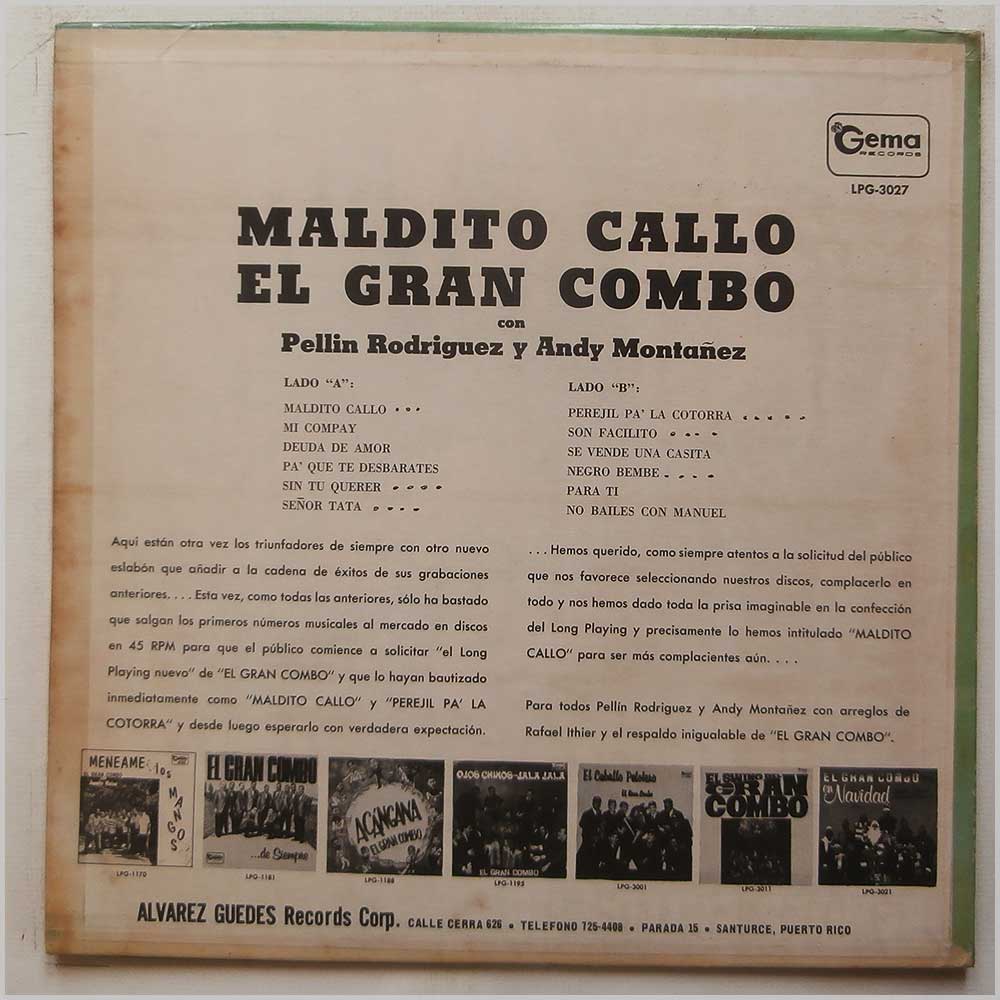 Gema
RECORDS
LPG-3027
MALDITO CALLO
EL GRAN COMBO
con
Pellin Rodriguez y Andy Montañez
LADO "A":
MALDITO CALLO
MI COMPAY
DEUDA DE AMOR
PA' QUE TE DESBARATES
SIN TU QUERER
SEÑOR TATA
LADO "B":
PEREJIL PA' LA COTORRA
SON FACILITO
SE VENDE UNA CASITA
NEGRO BEMBE
PARA TI
NO BAILES CON MANUEL
Aqui están otra vez los triunfadores de siempre con otro nuevo
eslabón que añadir a la cadena de éxitos de sus grabaciones
anteriores. . . . Esta vez, como todas las anteriores, sólo ha bastado
que salgan los primeros números musicales al mercado en discos
en 45 RPM para que el público comience a solicitar "el Long
Playing nuevo" de "EL GRAN COMBO" y que lo hayan bautizado
inmediatamente como "MALDITO CALLO" y "PEREJIL PA' LA
COTORRA" y desde luego esperarlo con verdadera expectación.
. . . Hemos querido, como siempre atentos a la solicitud del público
que nos favorece seleccionando nuestros discos, complacerlo en
todo y nos hemos dado toda la prisa imaginable en la confección
del Long Playing y precisamente lo hemos intitulado "MALDITO
CALLO" para ser más complacientes aún. . . .
Para todos Pellín Rodriguez y Andy Montañez con arreglos de
Rafael Ithier y el respaldo inigualable de "EL GRAN COMBO".
MENEAME los
EL GRAN COMBO
MANGOS
LPG-1170
EL GRAN COMBO
...de Siempre
LPG-1181
ACANGANA
EL GRAN COMBO
LPG-1188
OJOS CHINOS-JALA JALA
EL GRAN COMBO
LPG-1195
El Caballo Pelotero
El Gran Combo
LPG-3001
EL SWING DEL
GRAN
COMBO
LPG-3011
EL GRAN COMBO
en Navidad
LPG-3021
ALVAREZ GUEDES Records Corp. CALLE CERRA 626 • TELEFONO 725-4408 • PARADA 15 • SANTURCE, PUERTO RICO